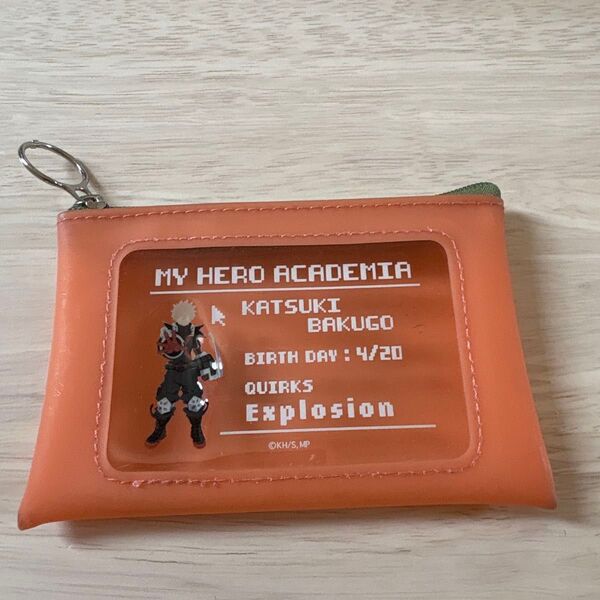 MY HERO ACADEMIA
KATSUKI
BAKUGO
BIRTH DAY : 4/20
QUIRKS
Explosion
©KH/S, MP